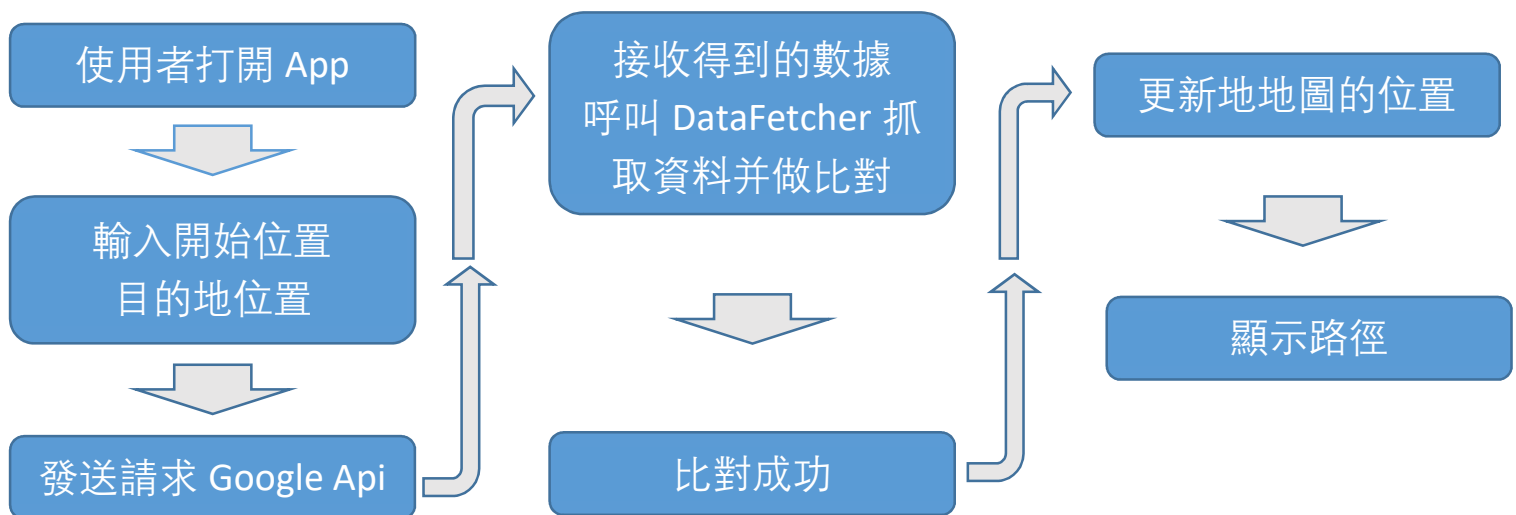 使用者打開 App
輸入開始位置
目的地位置
發送請求 Google Api
接收得到的數據
呼叫 DataFetcher 抓
取資料并做比對
比對成功
更新地地圖的位置
顯示路徑